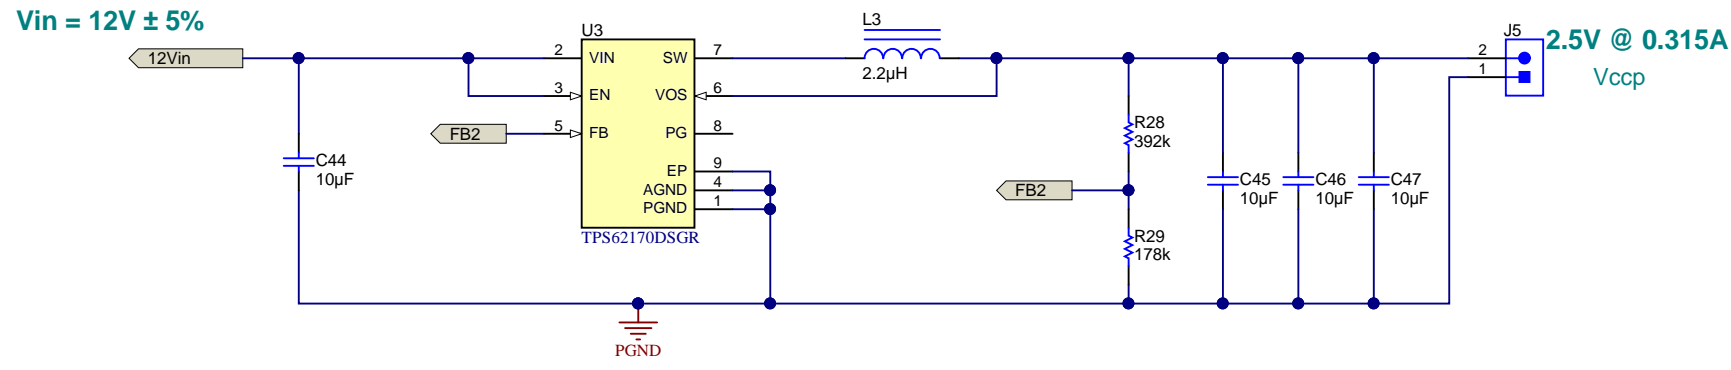 Vin = 12V ± 5%
12Vin
U3
2 VIN SW 7
3 EN VOS 6
FB2 5 FB PG 8
EP 9
AGND 4
PGND 1
TPS62170DSGR
L3
2.2µH
C44
10µF
R28
392k
FB2
R29
178k
C45
10µF
C46
10µF
C47
10µF
J5
2
1
2.5V @ 0.315A
Vccp
PGND